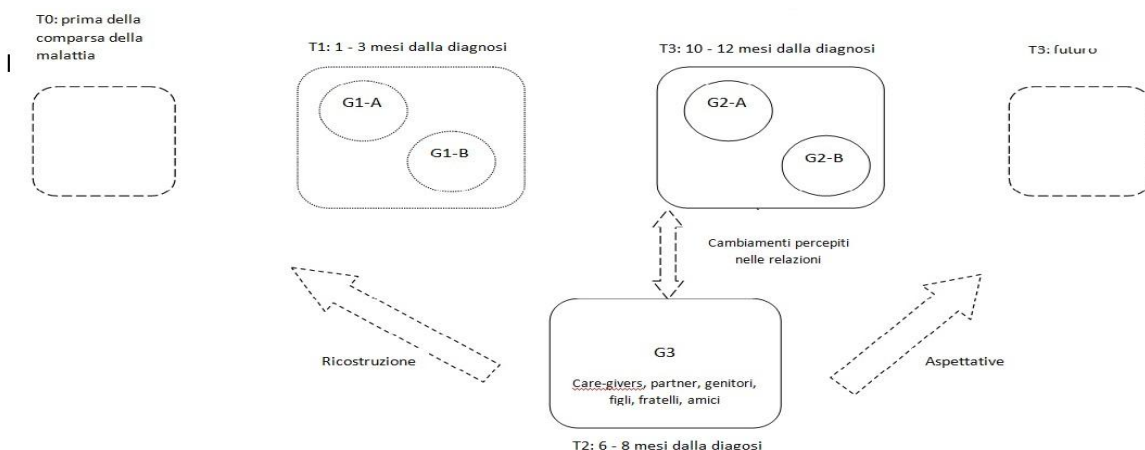 T0: prima della
comparsa della
malattia
T1: 1 - 3 mesi dalla diagnosi
T3: 10 - 12 mesi dalla diagnosi
T3: futuro
G1-A
G1-B
G2-A
G2-B
Cambiamenti percepiti
nelle relazioni
Ricostruzione
Aspettative
G3
Care-givers, partner, genitori,
figli, fratelli, amici
T2: 6 - 8 mesi dalla diagosi